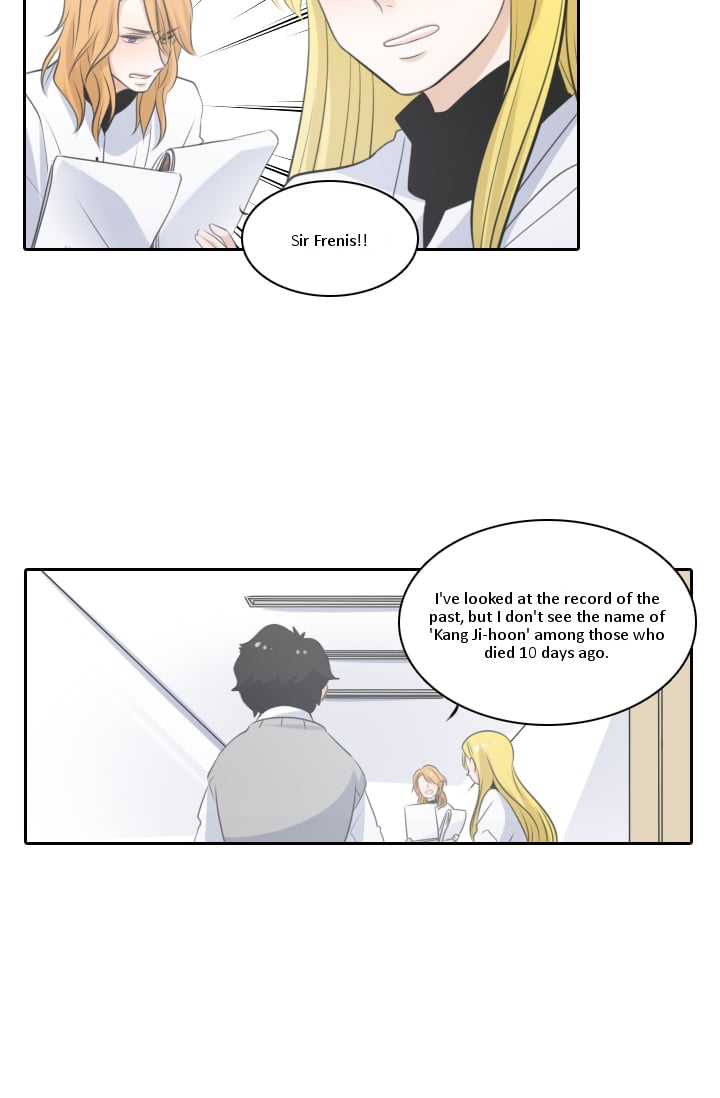 Sir Frenis!!
I've looked at the record of the
past, but I don't see the name of
'Kang Ji-hoon' among those who
died 10 days ago.